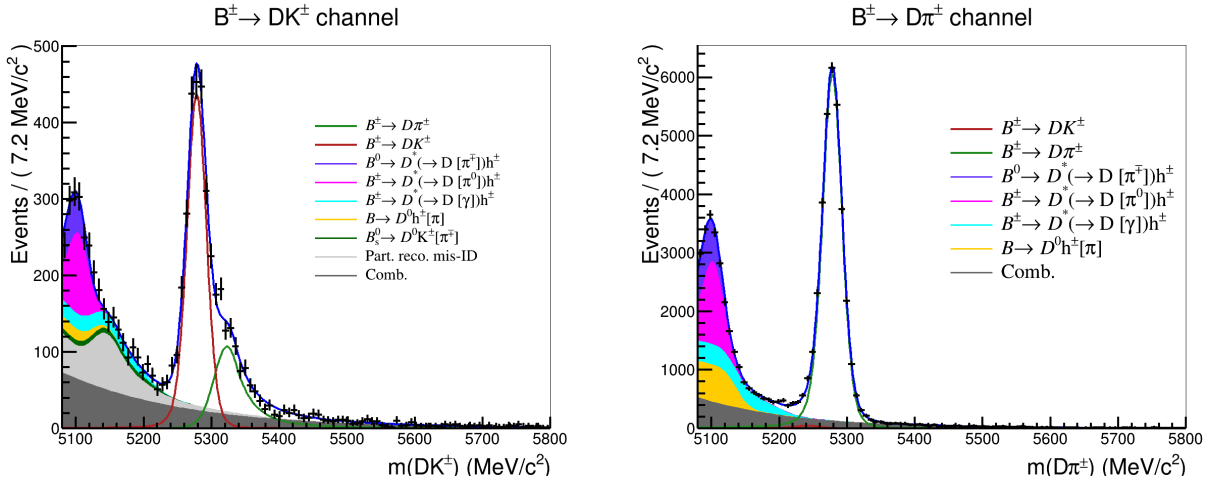 B±→ DK± channel
Events / ( 7.2 MeV/c²)
500
400
300
200
100
0
B±→ Dπ±
B±→ DK±
B⁰→ D*(→ D [π∓])h±
B±→ D*(→ D [π⁰])h±
B±→ D*(→ D [γ])h±
B→ D⁰h±[π]
B⁰ₛ→ D⁰K±[π∓]
Part. reco. mis-ID
Comb.
5100 5200 5300 5400 5500 5600 5700 5800
m(DK±) (MeV/c²)
B±→ Dπ± channel
Events / ( 7.2 MeV/c²)
6000
5000
4000
3000
2000
1000
0
B±→ DK±
B±→ Dπ±
B⁰→ D*(→ D [π∓])h±
B±→ D*(→ D [π⁰])h±
B±→ D*(→ D [γ])h±
B→ D⁰h±[π]
Comb.
5100 5200 5300 5400 5500 5600 5700 5800
m(Dπ±) (MeV/c²)